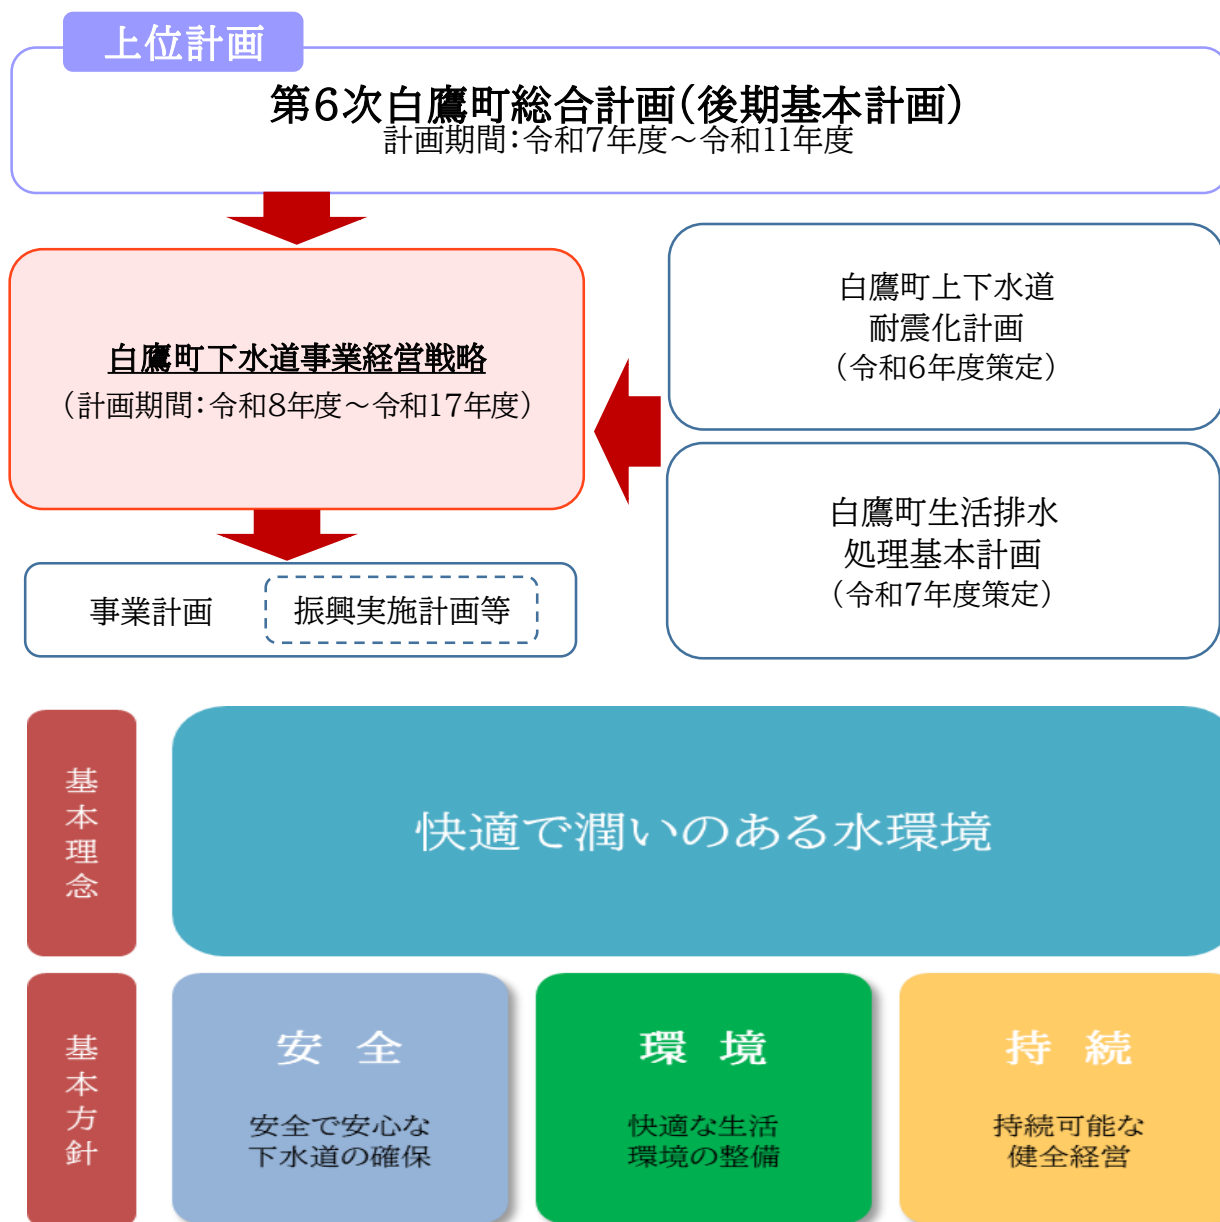 上位計画
第6次白鷹町総合計画(後期基本計画)
計画期間:令和7年度～令和11年度
白鷹町下水道事業経営戦略
(計画期間:令和8年度～令和17年度)
白鷹町上下水道
耐震化計画
(令和6年度策定)
白鷹町生活排水
処理基本計画
(令和7年度策定)
事業計画
振興実施計画等
基本理念
快適で潤いのある水環境
基本方針
安全
安全で安心な
下水道の確保
環境
快適な生活
環境の整備
持続
持続可能な
健全経営